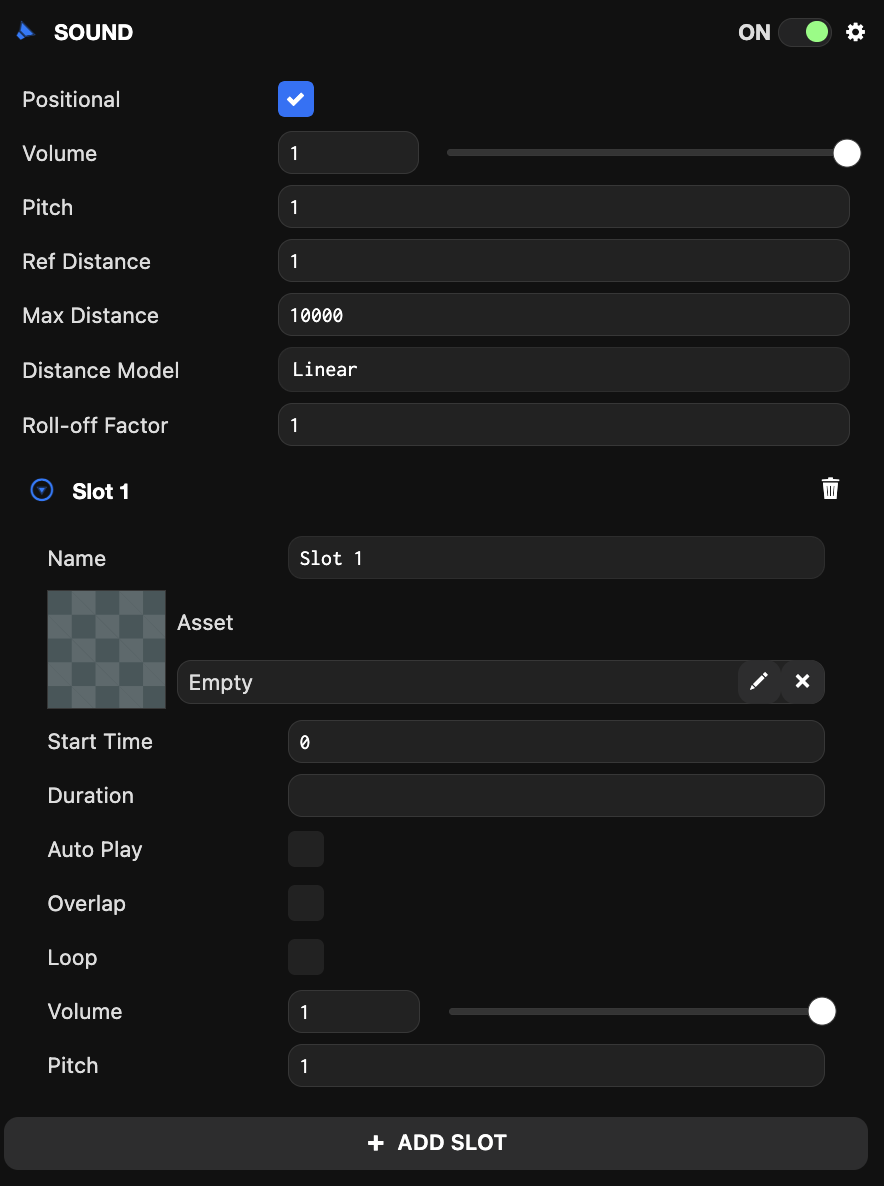 SOUND ON
Positional
Volume 1
Pitch 1
Ref Distance 1
Max Distance 10000
Distance Model Linear
Roll-off Factor 1
Slot 1
Name Slot 1
Asset
Empty
Start Time 0
Duration
Auto Play
Overlap
Loop
Volume 1
Pitch 1
+ ADD SLOT